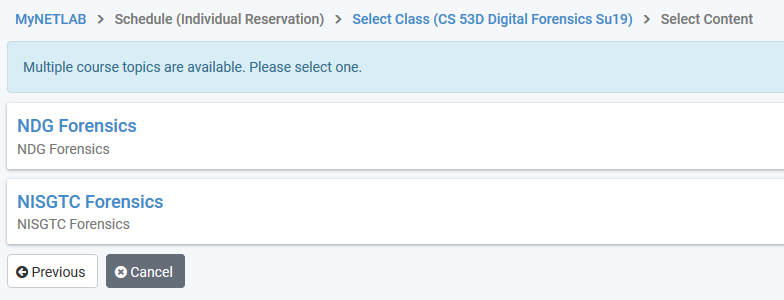 MyNETLAB > Schedule (Individual Reservation) > Select Class (CS 53D Digital Forensics Su19) > Select Content
Multiple course topics are available. Please select one.
NDG Forensics
NDG Forensics
NISGTC Forensics
NISGTC Forensics
Previous Cancel